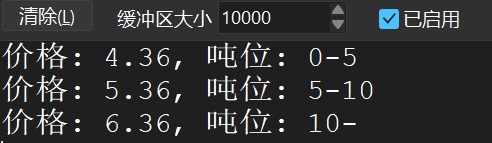 清除(L) 缓冲区大小 10000 已启用
价格: 4.36, 吨位: 0-5
价格: 5.36, 吨位: 5-10
价格: 6.36, 吨位: 10-